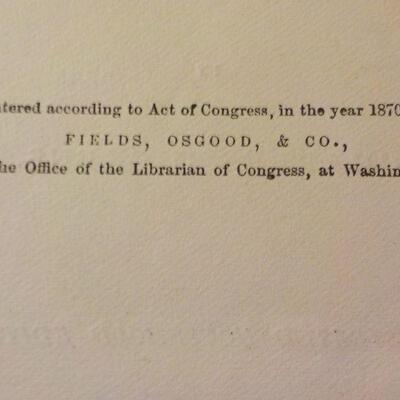 ntered according to Act of Congress, in the year 1870
FIELDS, OSGOOD, & CO.,
he Office of the Librarian of Congress, at Washin